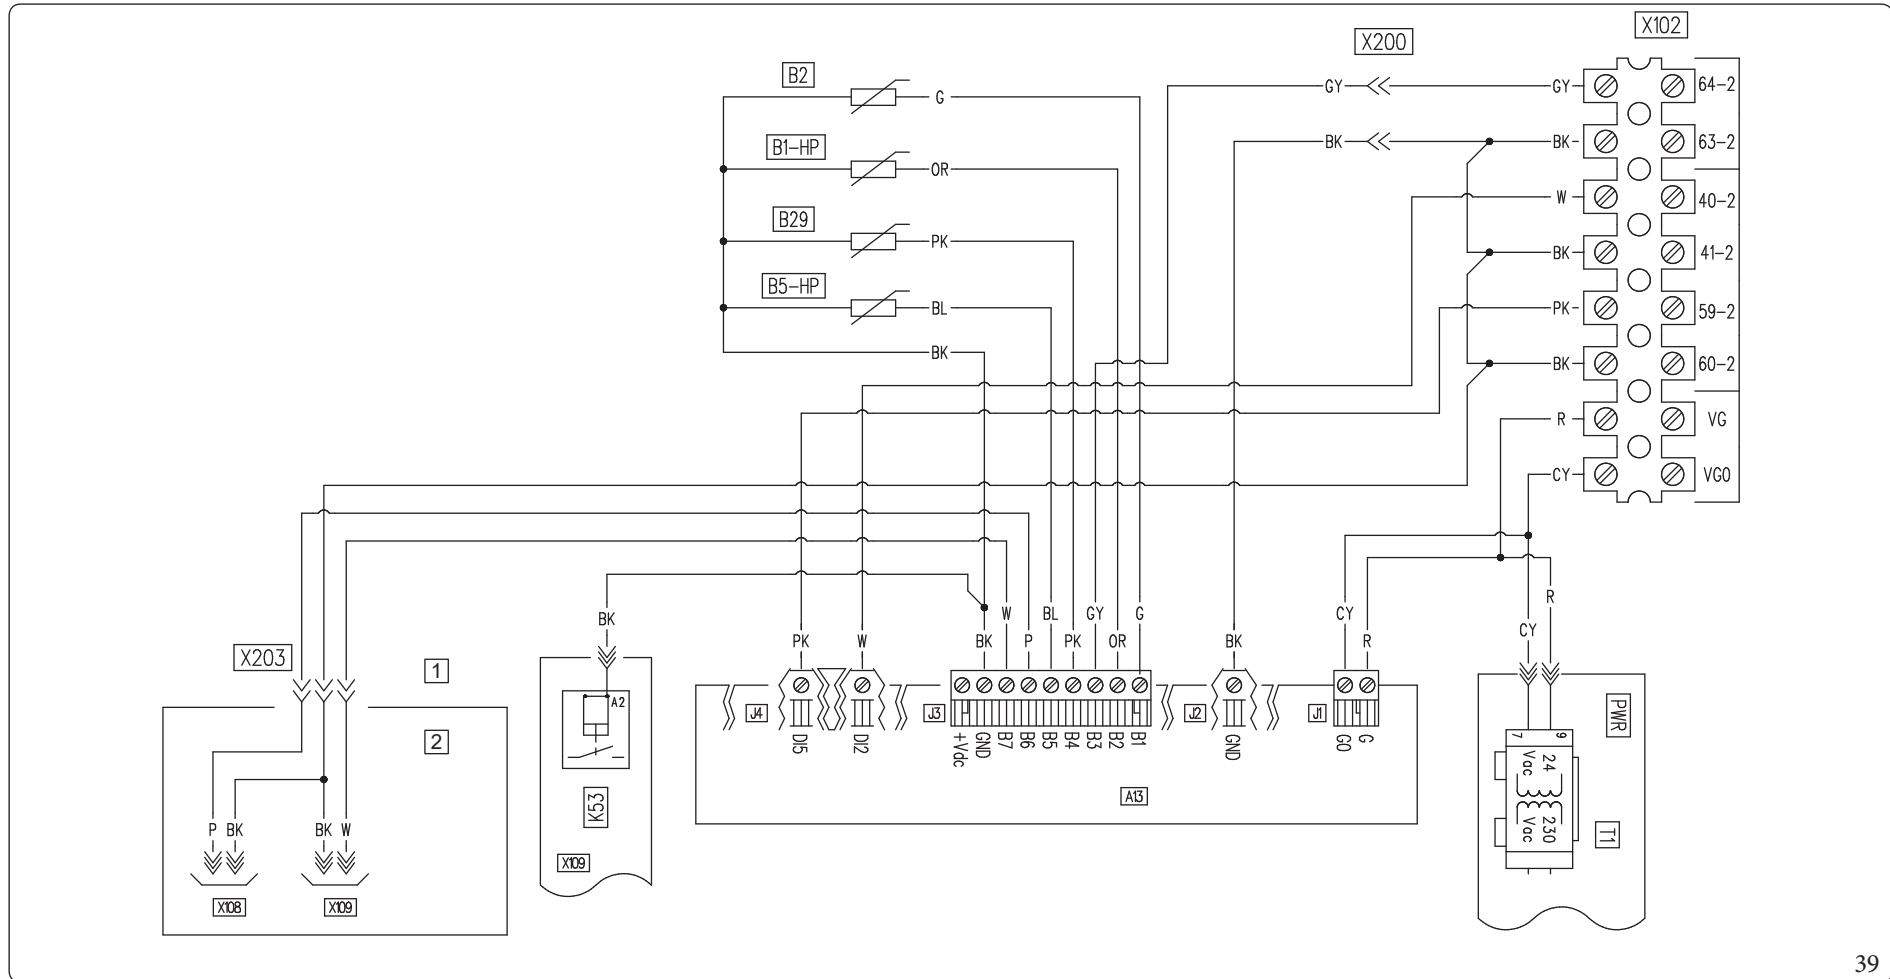 X102
X200
B2
GY
GY
64-2
G
BK
BK
63-2
B1-HP
OR
W
40-2
B29
PK
BK
41-2
B5-HP
BL
PK
59-2
BK
BK
60-2
R
VG
CY
VG0
R
BK
W
BL
GY
G
CY
CY
PK
W
BK
P
PK
OR
BK
R
X203
1
2
A2
J4
J3
J2
J1
DI5
DI2
+Vdc
GND
B7
B6
B5
B4
B3
B2
B1
GND
G0
G
PWR
7
9
24
Vac
230
Vac
T1
K53
A13
P
BK
BK
W
X109
X108
X109
39